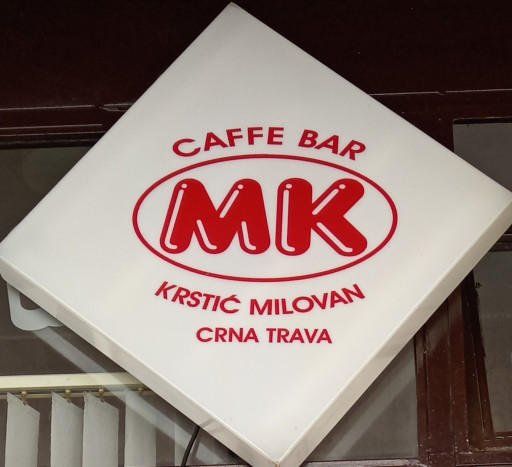 CAFFE BAR
MK
KRSTIĆ MILOVAN
CRNA TRAVA